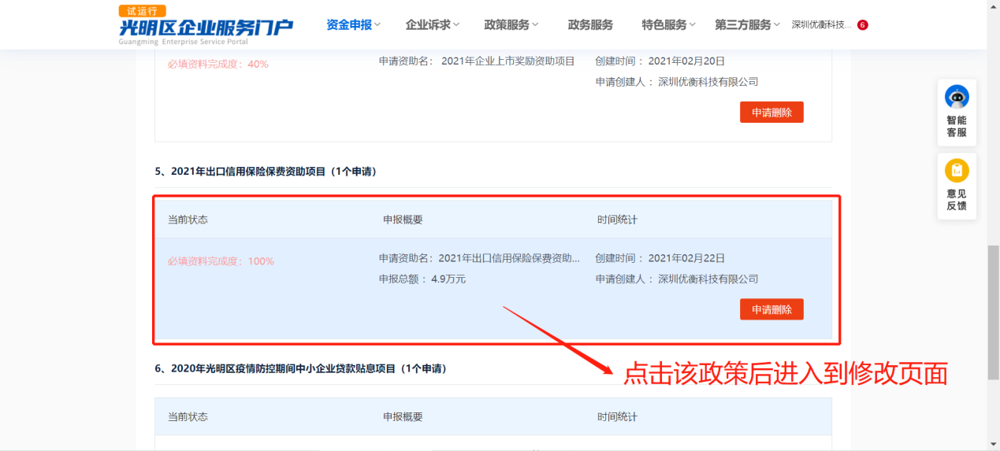 试运行
光明区企业服务门户
Guangming Enterprise Service Portal
资金申报 企业诉求 政策服务 政务服务 特色服务 第三方服务 深圳优衡科技... 6
必填资料完成度：40% 申请资助名： 2021年企业上市奖励资助项目 创建时间： 2021年02月20日
申请创建人： 深圳优衡科技有限公司
申请删除
智能
客服
5、2021年出口信用保险保费资助项目（1个申请）
意见
反馈
当前状态 申报概要 时间统计
必填资料完成度：100% 申请资助名：2021年出口信用保险保费资助... 创建时间： 2021年02月22日
申报总额： 4.9万元 申请创建人： 深圳优衡科技有限公司
申请删除
点击该政策后进入到修改页面
6、2020年光明区疫情防控期间中小企业贷款贴息项目（1个申请）
当前状态 申报概要 时间统计